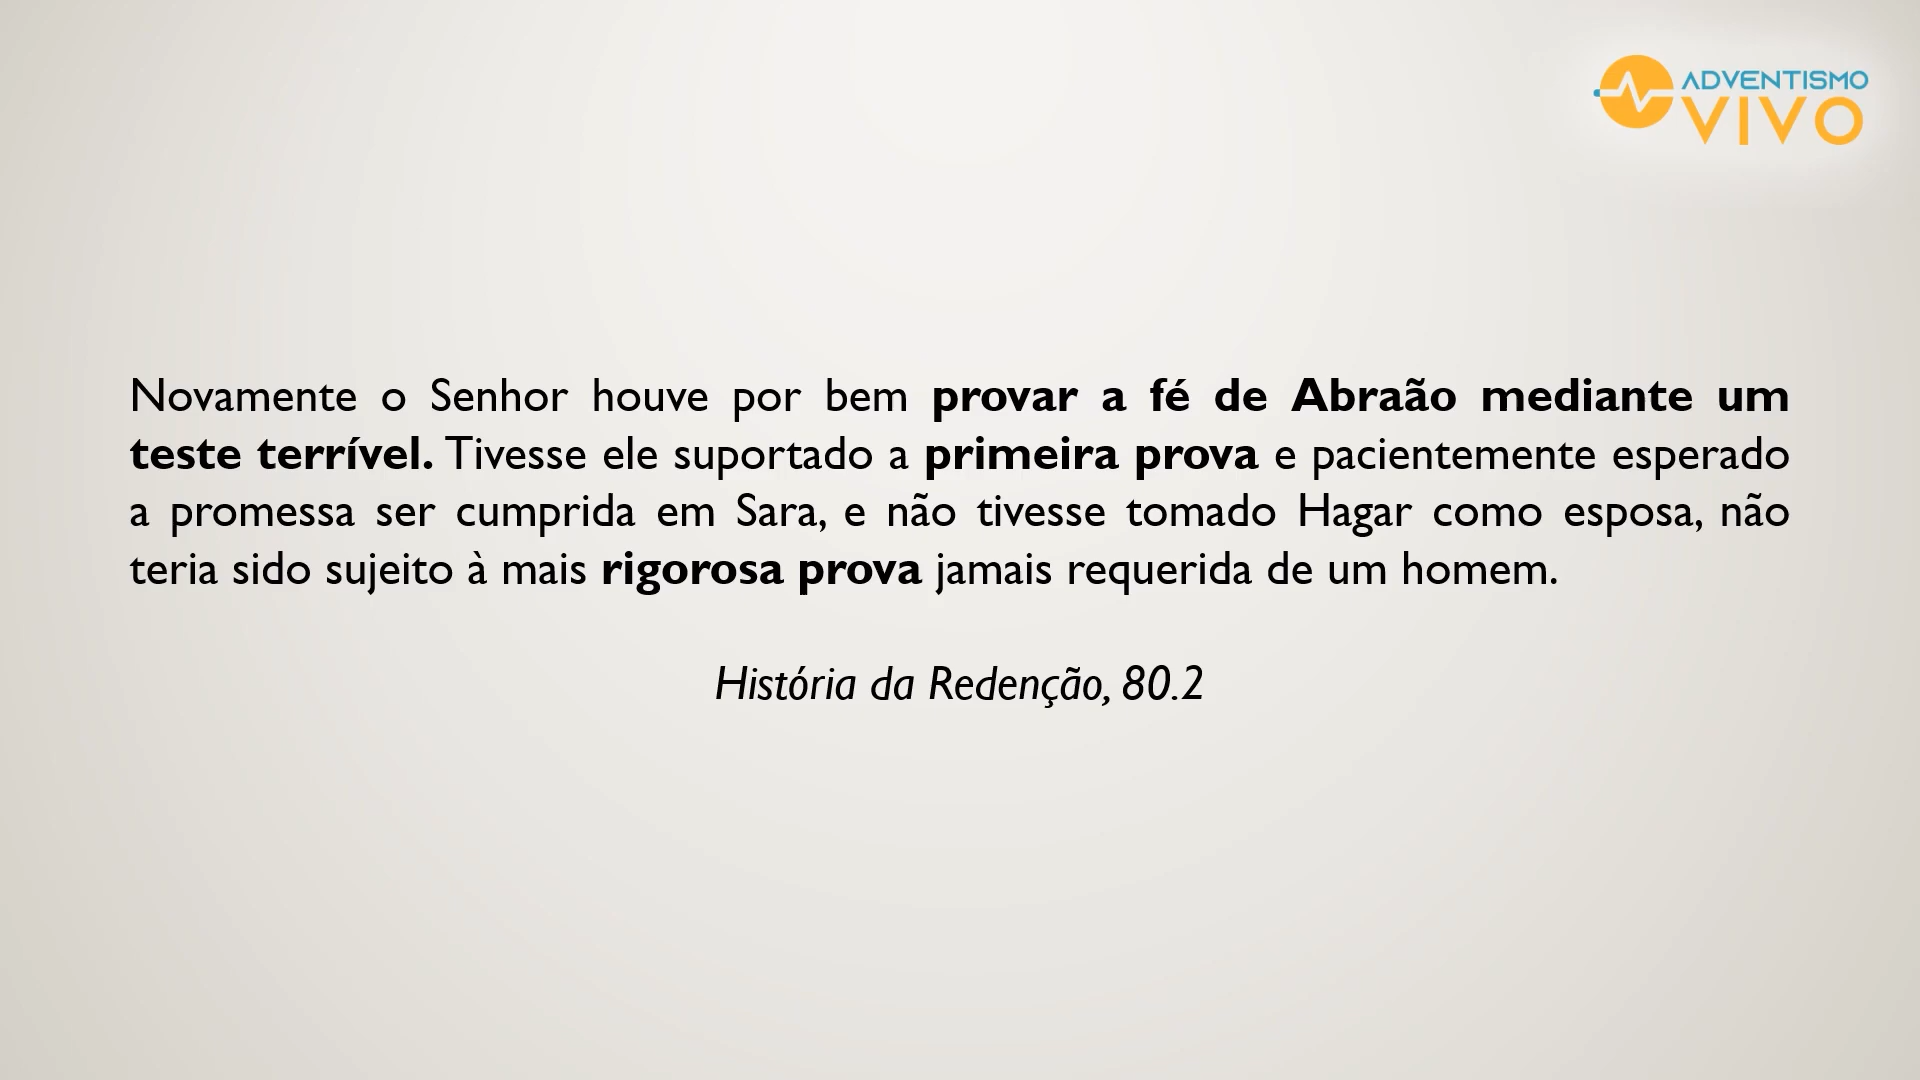 ADVENTISMO
VIVO
Novamente o Senhor houve por bem provar a fé de Abraão mediante um
teste terrível. Tivesse ele suportado a primeira prova e pacientemente esperado
a promessa ser cumprida em Sara, e não tivesse tomado Hagar como esposa, não
teria sido sujeito à mais rigorosa prova jamais requerida de um homem.
História da Redenção, 80.2